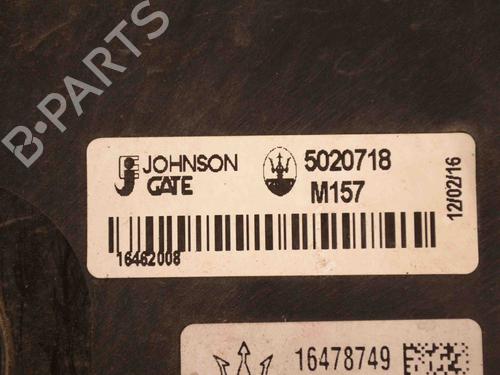 B-PARTS
JOHNSON
GATE
5020718
M157
12/02/16
16462008
16478749